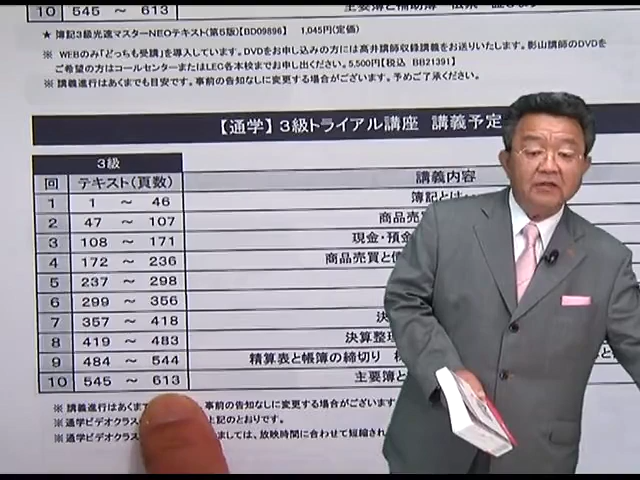 10 545 ～ 613
★ 簿記3級光速マスターNEOテキスト(第5版)【BD09896】 1,045円(定価)
※ WEBのみ「どっちも受講」を導入しています。DVDをお申し込みの方には高井講師収録講義をお送りいたします。影山講師のDVDを
ご希望の方はコールセンターまたはLEC各本校までお申し出ください。5,500円【税込 BB21391】
※ 講義進行はあくまでも目安です。事前の告知なしに変更する場合がございます。予めご了承ください。
【通学】3級トライアル講座 講義予定
3級
回 テキスト(頁数) 講義内容
1 1 ～ 46 簿記とは
2 47 ～ 107 商品売
3 108 ～ 171 現金・預金
4 172 ～ 236 商品売買と
5 237 ～ 298
6 299 ～ 356
7 357 ～ 418
8 419 ～ 483 決算整理
9 484 ～ 544 精算表と帳簿の締切り
10 545 ～ 613 主要簿と
※ 講義進行はあくま 事前の告知なしに変更する場合がございます
※ 通学ビデオクラス 上記のとおりです。
※ 通学ビデオクラス ましては、放映時間に合わせて短縮され